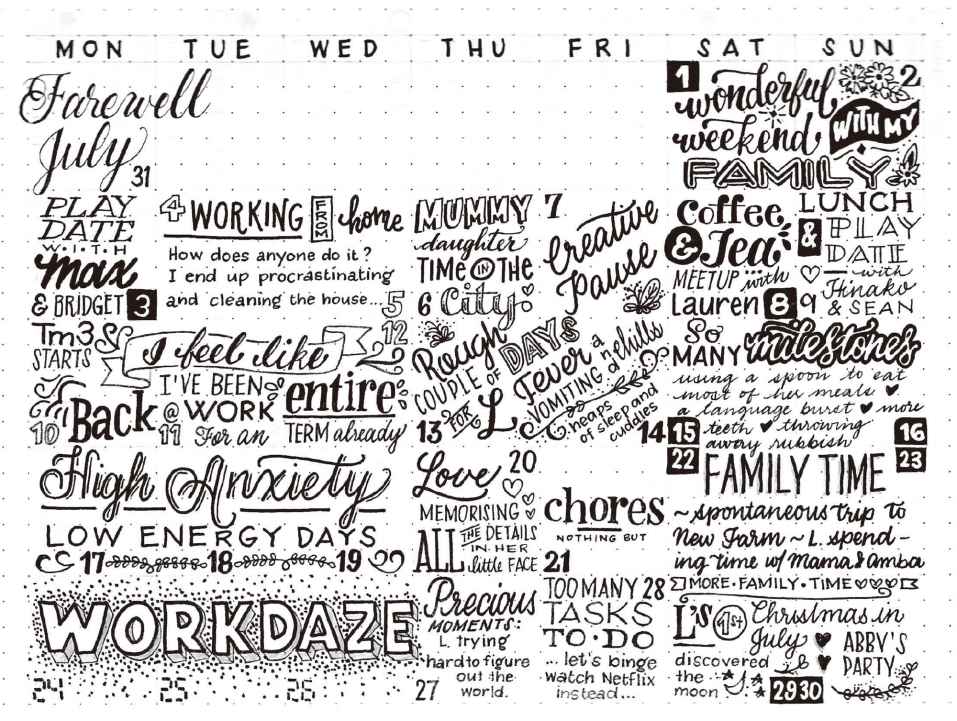 MON TUE WED THU FRI SAT SUN
Farewell
July
31
1
wonderful
weekend
2
WITH MY
FAMILY
PLAY
DATE
W·I·T·H
max
& BRIDGET 3
4 WORKING FROM home
How does anyone do it?
I end up procrastinating
and cleaning the house... 5
MUMMY
daughter
TIME IN THE
6 City
7
Creative
Pause
Coffee
& Tea
MEETUP with
Lauren 8
LUNCH
& PLAY
DATE
with
Hinako
9 & SEAN
Tm3
STARTS
Back
10
I feel like
12
I'VE BEEN
@ WORK
11 For an
entire
TERM already
Rough
COUPLE OF DAYS
13 FOR L
Fever and chills
VOMITING
heaps
of sleep and
cuddles
14
So
MANY milestones
using a spoon to eat
most of her meals ♥
a language burst ♥ more
15 teeth ♥ throwing 16
away rubbish
High Anxiety
LOW ENERGY DAYS
17 18 19
Love 20
MEMORISING
ALL THE DETAILS
IN HER
little FACE
chores
NOTHING BUT
21
22 FAMILY TIME 23
~spontaneous trip to
New Farm ~ L. spend-
ing time w/ Mama & Amba
WORKDAZE
24 25 26
Precious
MOMENTS:
L. trying
hard to figure
out the
27 world.
TOO MANY 28
TASKS
TO·DO
... let's binge
watch Netflix
instead...
MORE·FAMILY·TIME
L'S 1st Christmas in
July
discovered
the
moon
29 30
♥ ABBY'S
♥ PARTY